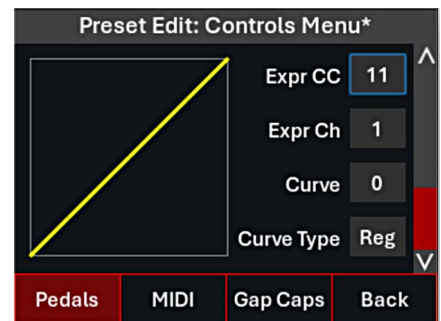 Preset Edit: Controls Menu*
Expr CC 11
Expr Ch 1
Curve 0
Curve Type Reg
Pedals MIDI Gap Caps Back